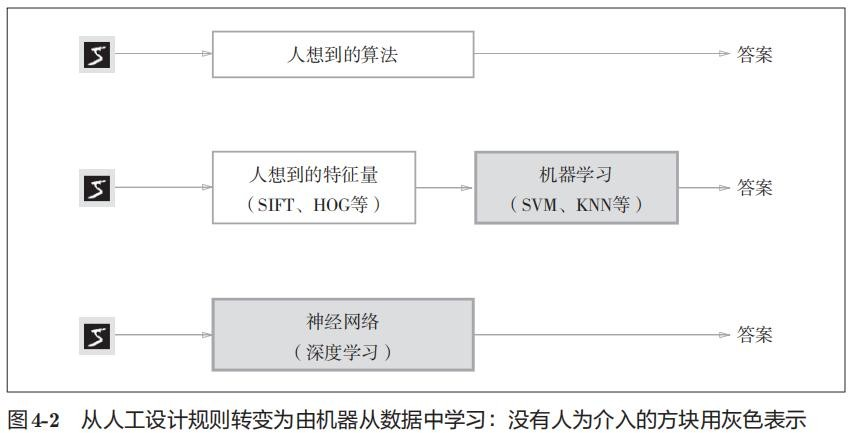 5
人想到的算法
答案
5
人想到的特征量
（SIFT、HOG等）
机器学习
（SVM、KNN等）
答案
5
神经网络
（深度学习）
答案
图4-2 从人工设计规则转变为由机器从数据中学习：没有人为介入的方块用灰色表示